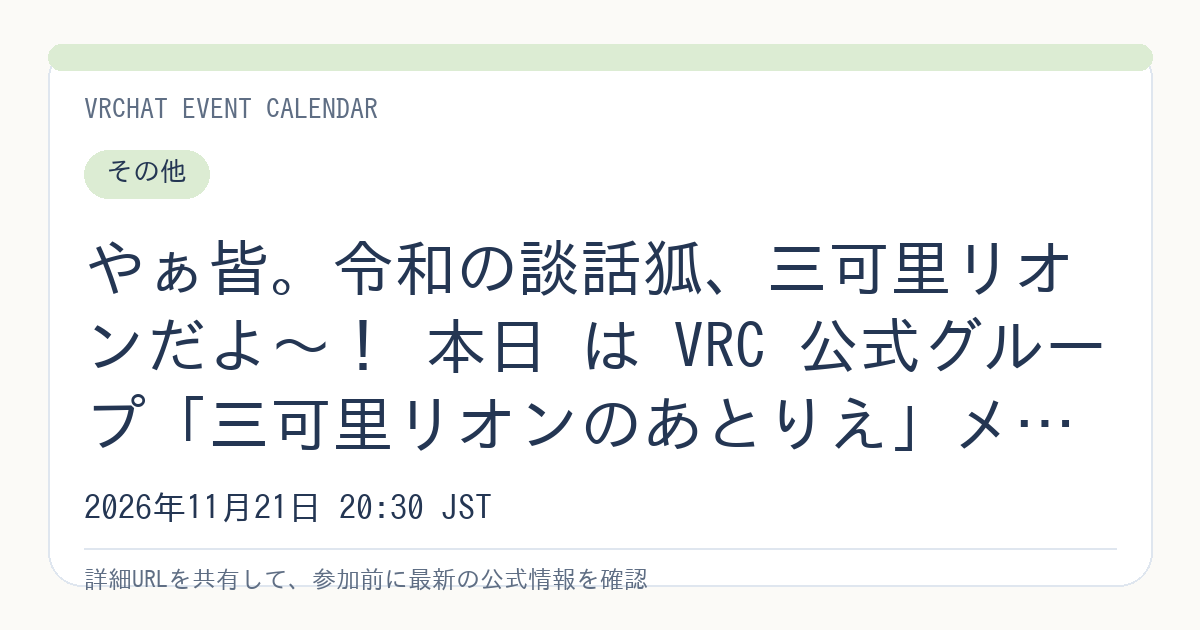 VRCHAT EVENT CALENDAR
その他
やぁ皆。令和の談話狐、三可里リオ
ンだよ〜！ 本日 は VRC 公式グルー
プ「三可里リオンのあとりえ」メ…
2026年11月21日 20:30 JST
詳細URLを共有して、参加前に最新の公式情報を確認